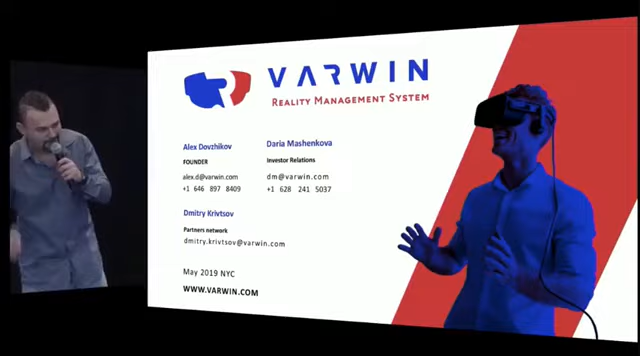 VARWIN
REALITY MANAGEMENT SYSTEM
Alex Dovzhikov
FOUNDER
alex.d@varwin.com
+1 646 897 8409
Daria Mashenkova
Investor Relations
dm@varwin.com
+1 628 241 5037
Dmitry Krivtsov
Partners network
dmitry.krivtsov@varwin.com
May 2019 NYC
WWW.VARWIN.COM